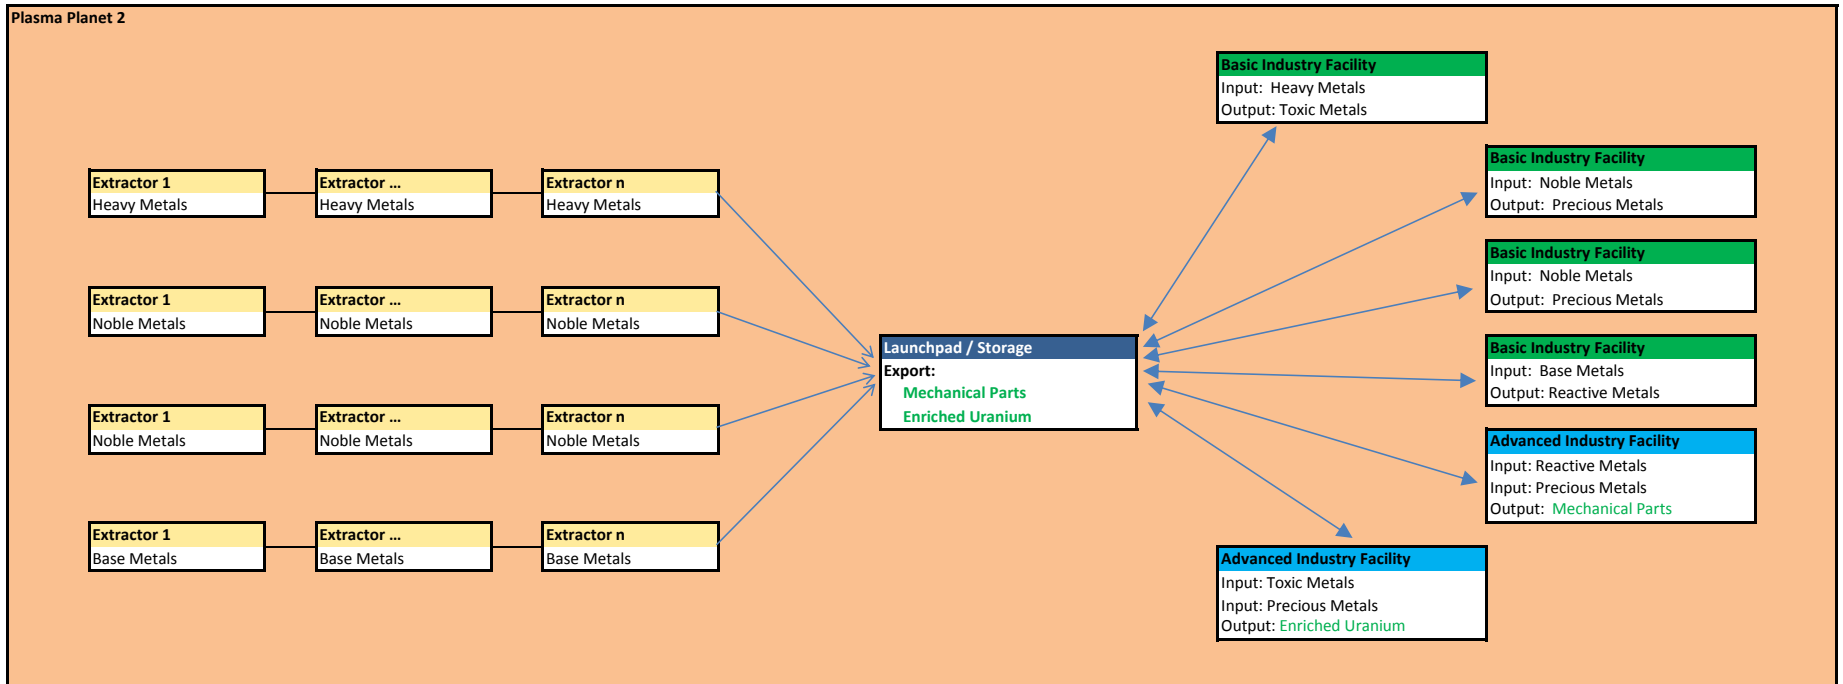 Plasma Planet 2
Basic Industry Facility
Input:  Heavy Metals
Output: Toxic Metals
Basic Industry Facility
Input:  Noble Metals
Output:  Precious Metals
Extractor 1
Heavy Metals
Extractor ...
Heavy Metals
Extractor n
Heavy Metals
Basic Industry Facility
Input:  Noble Metals
Output:  Precious Metals
Extractor 1
Noble Metals
Extractor ...
Noble Metals
Extractor n
Noble Metals
Launchpad / Storage
Export:
Mechanical Parts
Enriched Uranium
Basic Industry Facility
Input:  Base Metals
Output: Reactive Metals
Extractor 1
Noble Metals
Extractor ...
Noble Metals
Extractor n
Noble Metals
Advanced Industry Facility
Input: Reactive Metals
Input: Precious Metals
Output:  Mechanical Parts
Extractor 1
Base Metals
Extractor ...
Base Metals
Extractor n
Base Metals
Advanced Industry Facility
Input: Toxic Metals
Input: Precious Metals
Output: Enriched Uranium